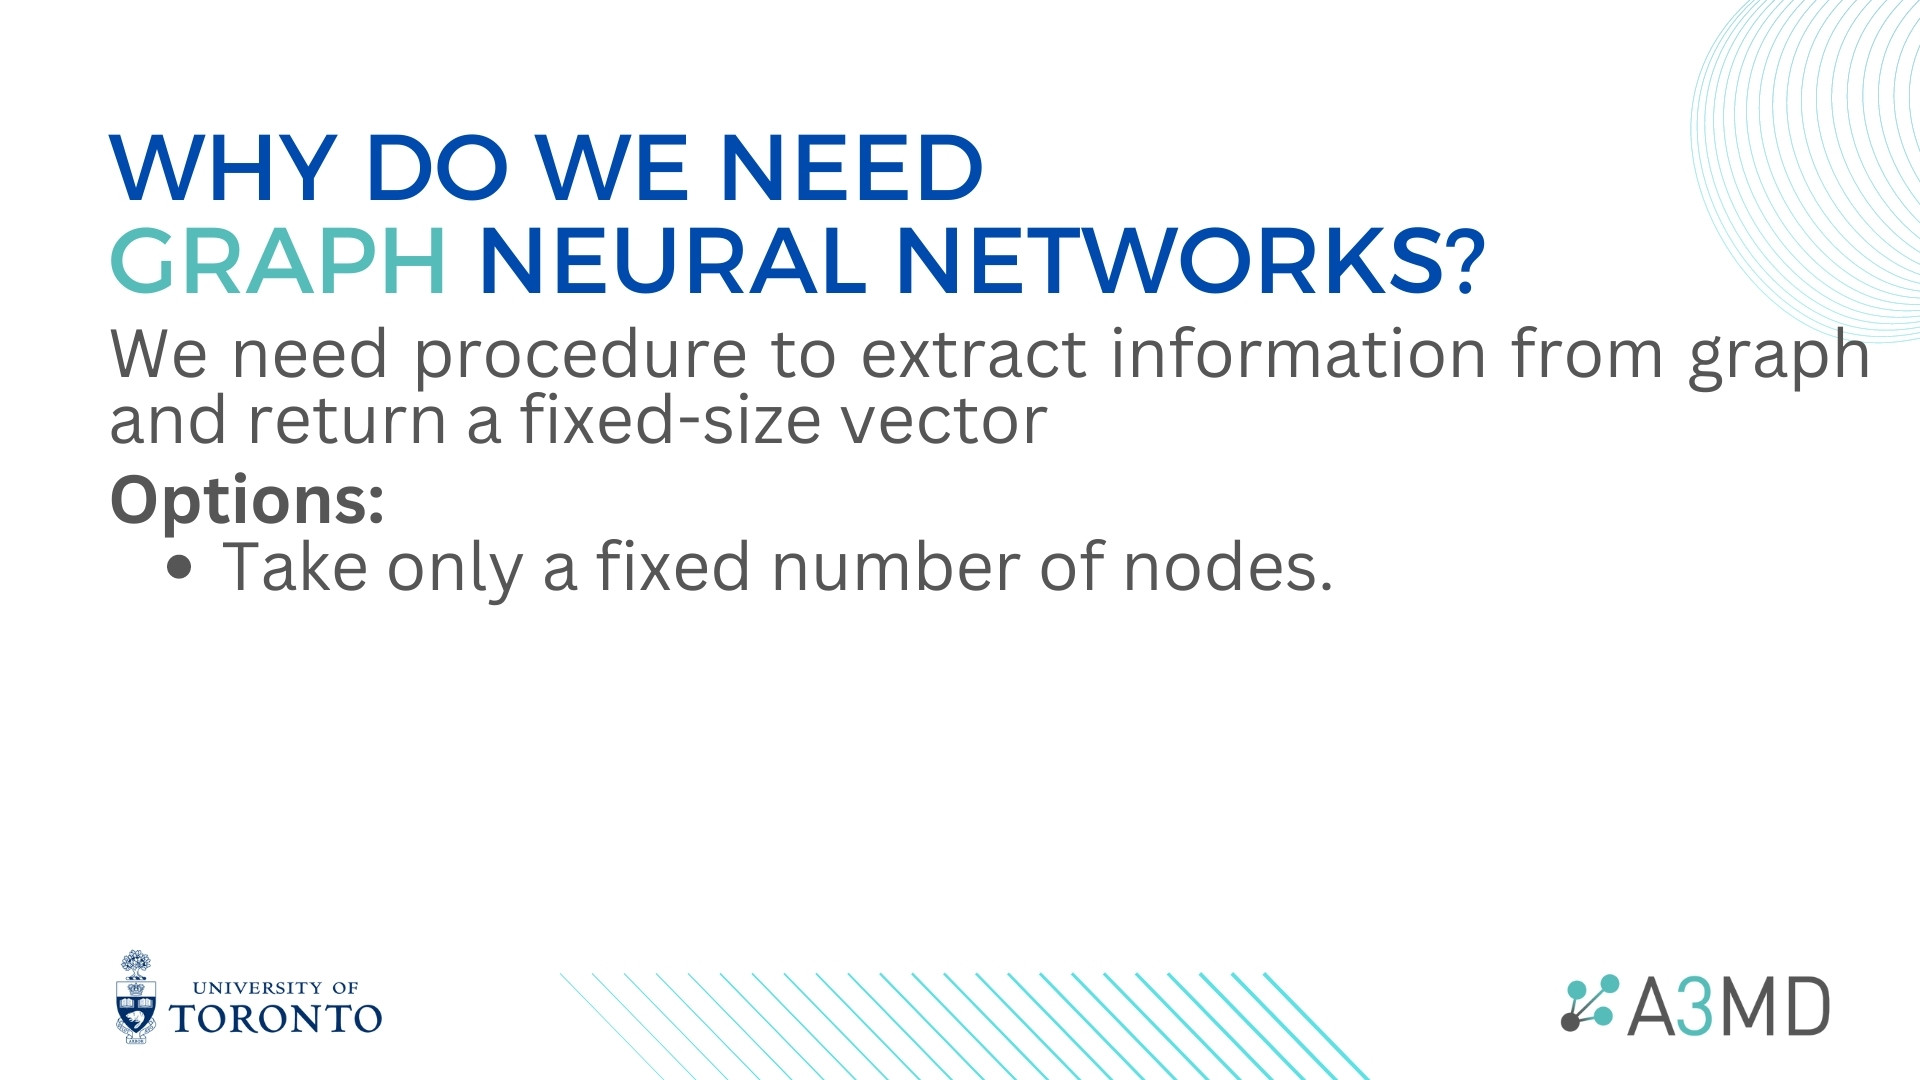 WHY DO WE NEED
GRAPH NEURAL NETWORKS?
We need procedure to extract information from graph
and return a fixed-size vector
Options:
• Take only a fixed number of nodes.
UNIVERSITY OF
TORONTO
A3MD